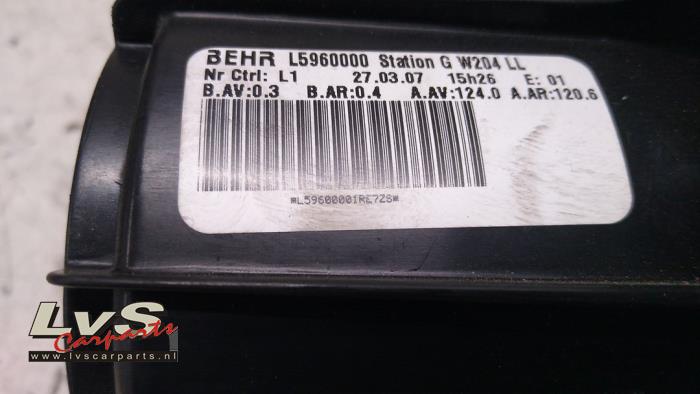 BEHR L5960000 Station G W204 LL
Nr Ctrl: L1 27.03.07 15h26 E: 01
B.AV:0.3 B.AR:0.4 A.AV:124.0 A.AR:120.6
*L59600001RE7ZS*
LvS
Carparts
www.lvscarparts.nl